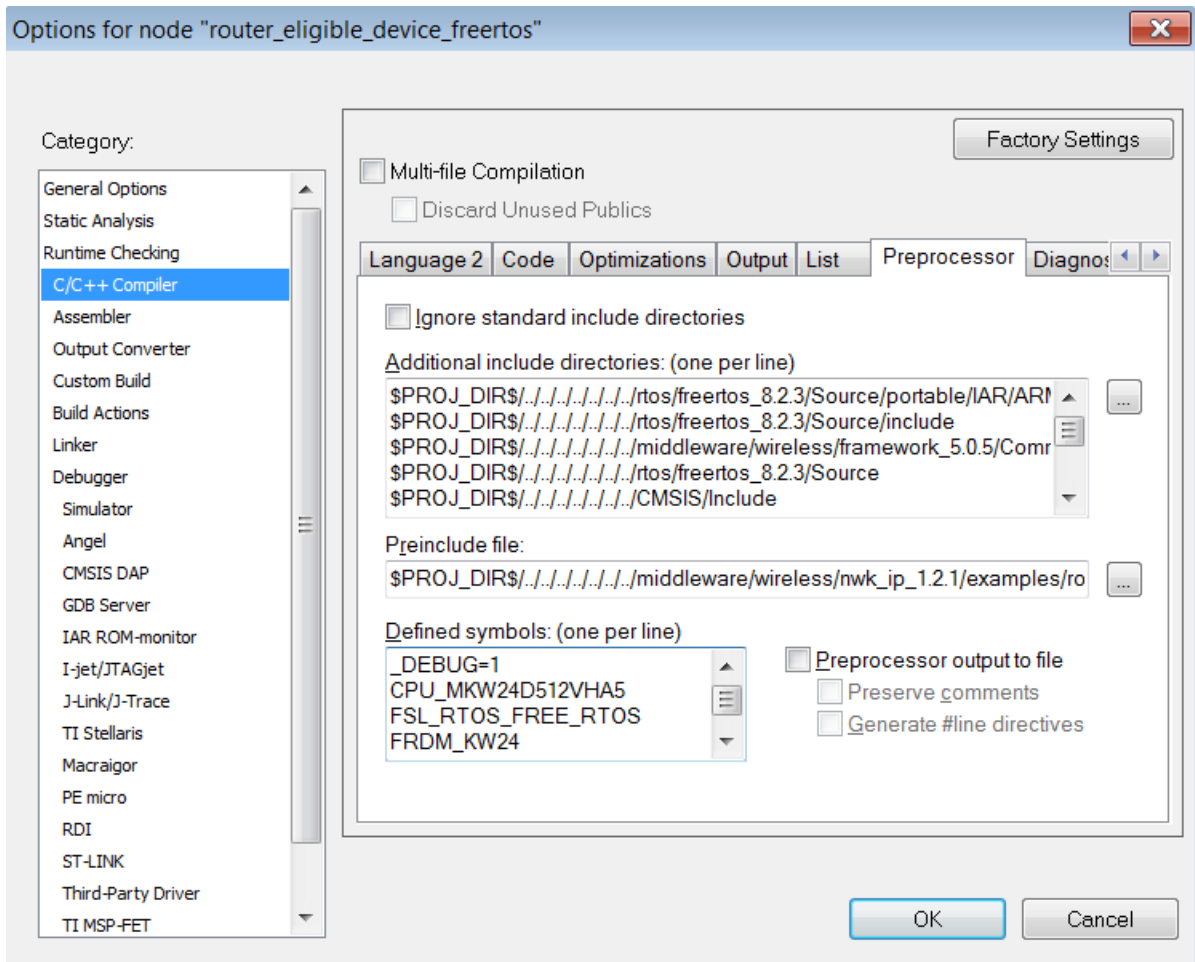 Options for node "router_eligible_device_freertos"
Category:
General Options
Static Analysis
Runtime Checking
C/C++ Compiler
Assembler
Output Converter
Custom Build
Build Actions
Linker
Debugger
Simulator
Angel
CMSIS DAP
GDB Server
IAR ROM-monitor
I-jet/JTAGjet
J-Link/J-Trace
TI Stellaris
Macraigor
PE micro
RDI
ST-LINK
Third-Party Driver
TI MSP-FET
Factory Settings
Multi-file Compilation
Discard Unused Publics
Language 2 Code Optimizations Output List Preprocessor Diagnos
Ignore standard include directories
Additional include directories: (one per line)
$PROJ_DIR$/../../../../../../../rtos/freertos_8.2.3/Source/portable/IAR/ARM
$PROJ_DIR$/../../../../../../../rtos/freertos_8.2.3/Source/include
$PROJ_DIR$/../../../../../../../middleware/wireless/framework_5.0.5/Comm
$PROJ_DIR$/../../../../../../../rtos/freertos_8.2.3/Source
$PROJ_DIR$/../../../../../../../CMSIS/Include
...
Preinclude file:
$PROJ_DIR$/../../../../../../../middleware/wireless/nwk_ip_1.2.1/examples/ro
...
Defined symbols: (one per line)
_DEBUG=1
CPU_MKW24D512VHA5
FSL_RTOS_FREE_RTOS
FRDM_KW24
Preprocessor output to file
Preserve comments
Generate #line directives
OK
Cancel